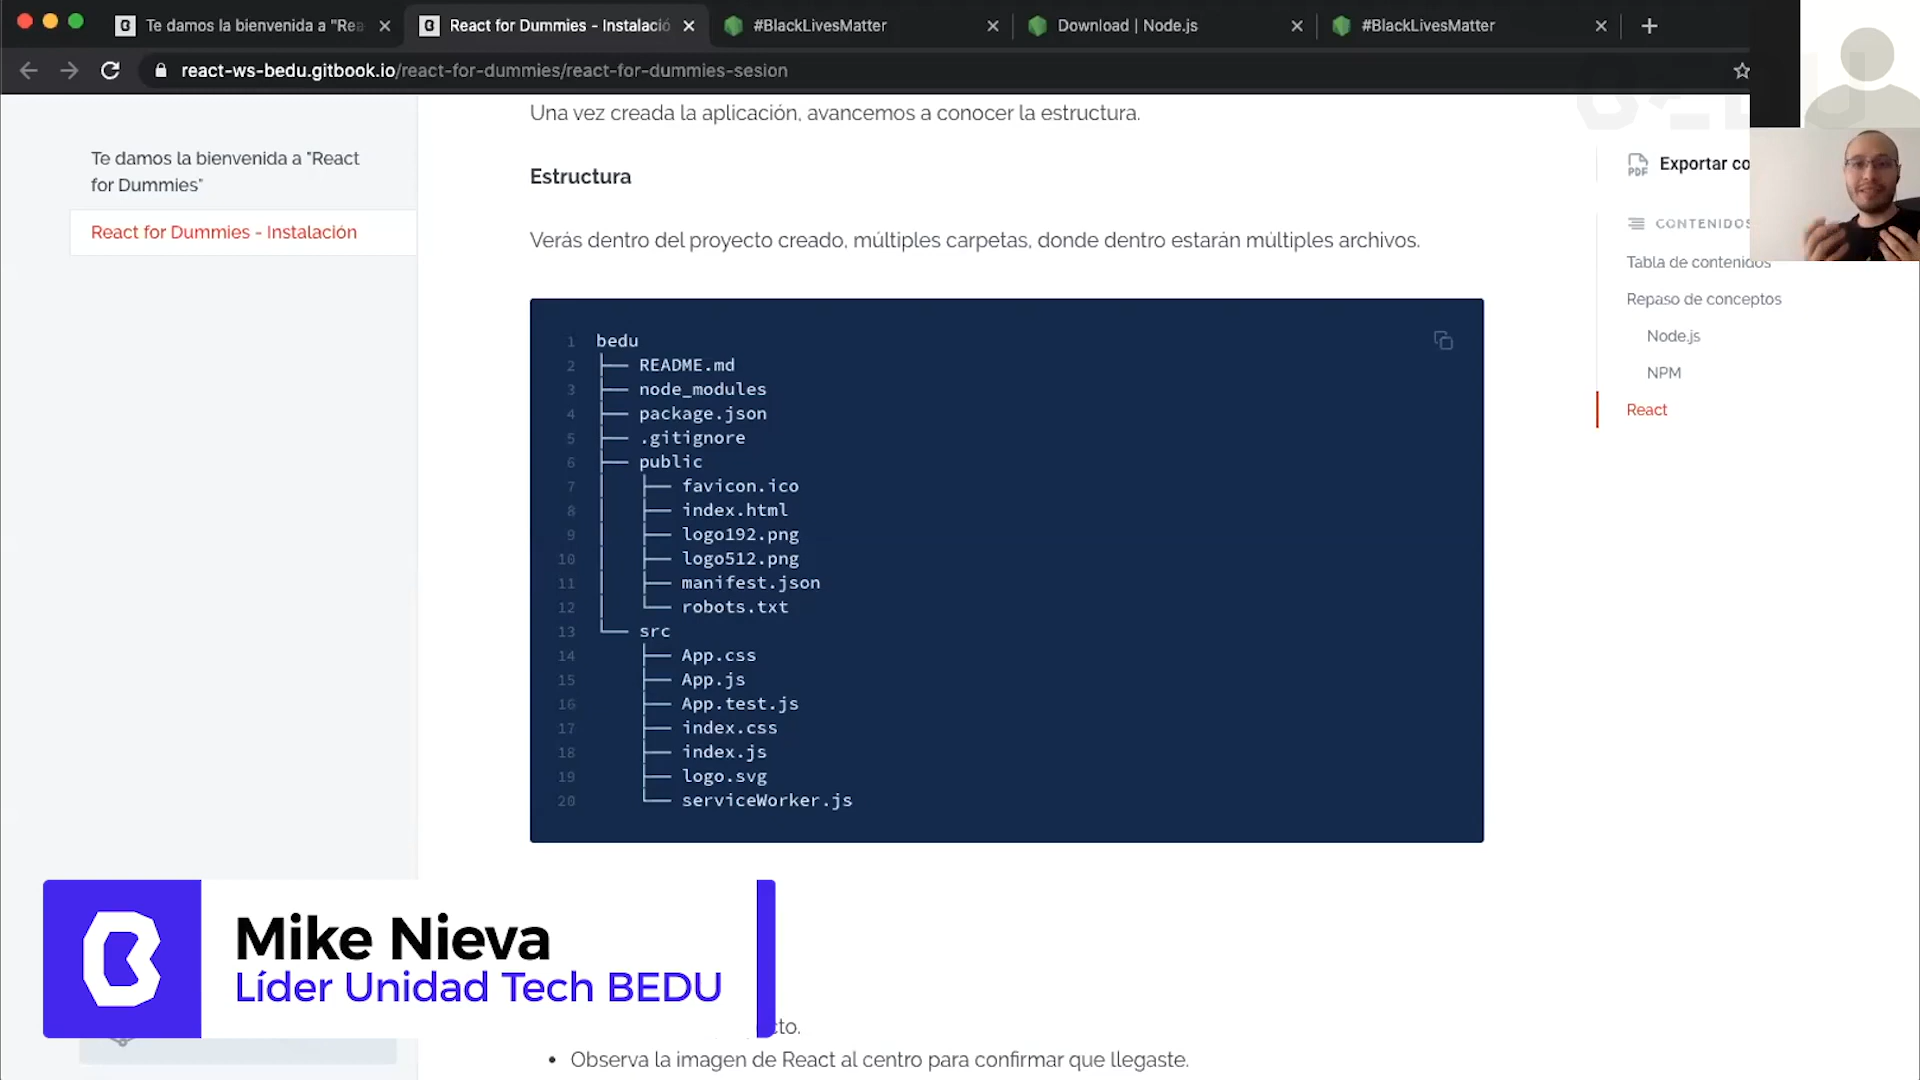 Te damos la bienvenida a "Rea
React for Dummies - Instalació
#BlackLivesMatter
Download | Node.js
#BlackLivesMatter
react-ws-bedu.gitbook.io/react-for-dummies/react-for-dummies-sesion
BEDU
Te damos la bienvenida a "React
for Dummies"
React for Dummies - Instalación
Una vez creada la aplicación, avancemos a conocer la estructura.
Estructura
Verás dentro del proyecto creado, múltiples carpetas, donde dentro estarán múltiples archivos.
1 bedu
2 ├── README.md
3 ├── node_modules
4 ├── package.json
5 ├── .gitignore
6 ├── public
7 │   ├── favicon.ico
8 │   ├── index.html
9 │   ├── logo192.png
10 │   ├── logo512.png
11 │   ├── manifest.json
12 │   └── robots.txt
13 └── src
14     ├── App.css
15     ├── App.js
16     ├── App.test.js
17     ├── index.css
18     ├── index.js
19     ├── logo.svg
20     └── serviceWorker.js
PDF Exportar co
CONTENIDOS
Tabla de contenidos
Repaso de conceptos
Node.js
NPM
React
Mike Nieva
Líder Unidad Tech BEDU
cto.
• Observa la imagen de React al centro para confirmar que llegaste.